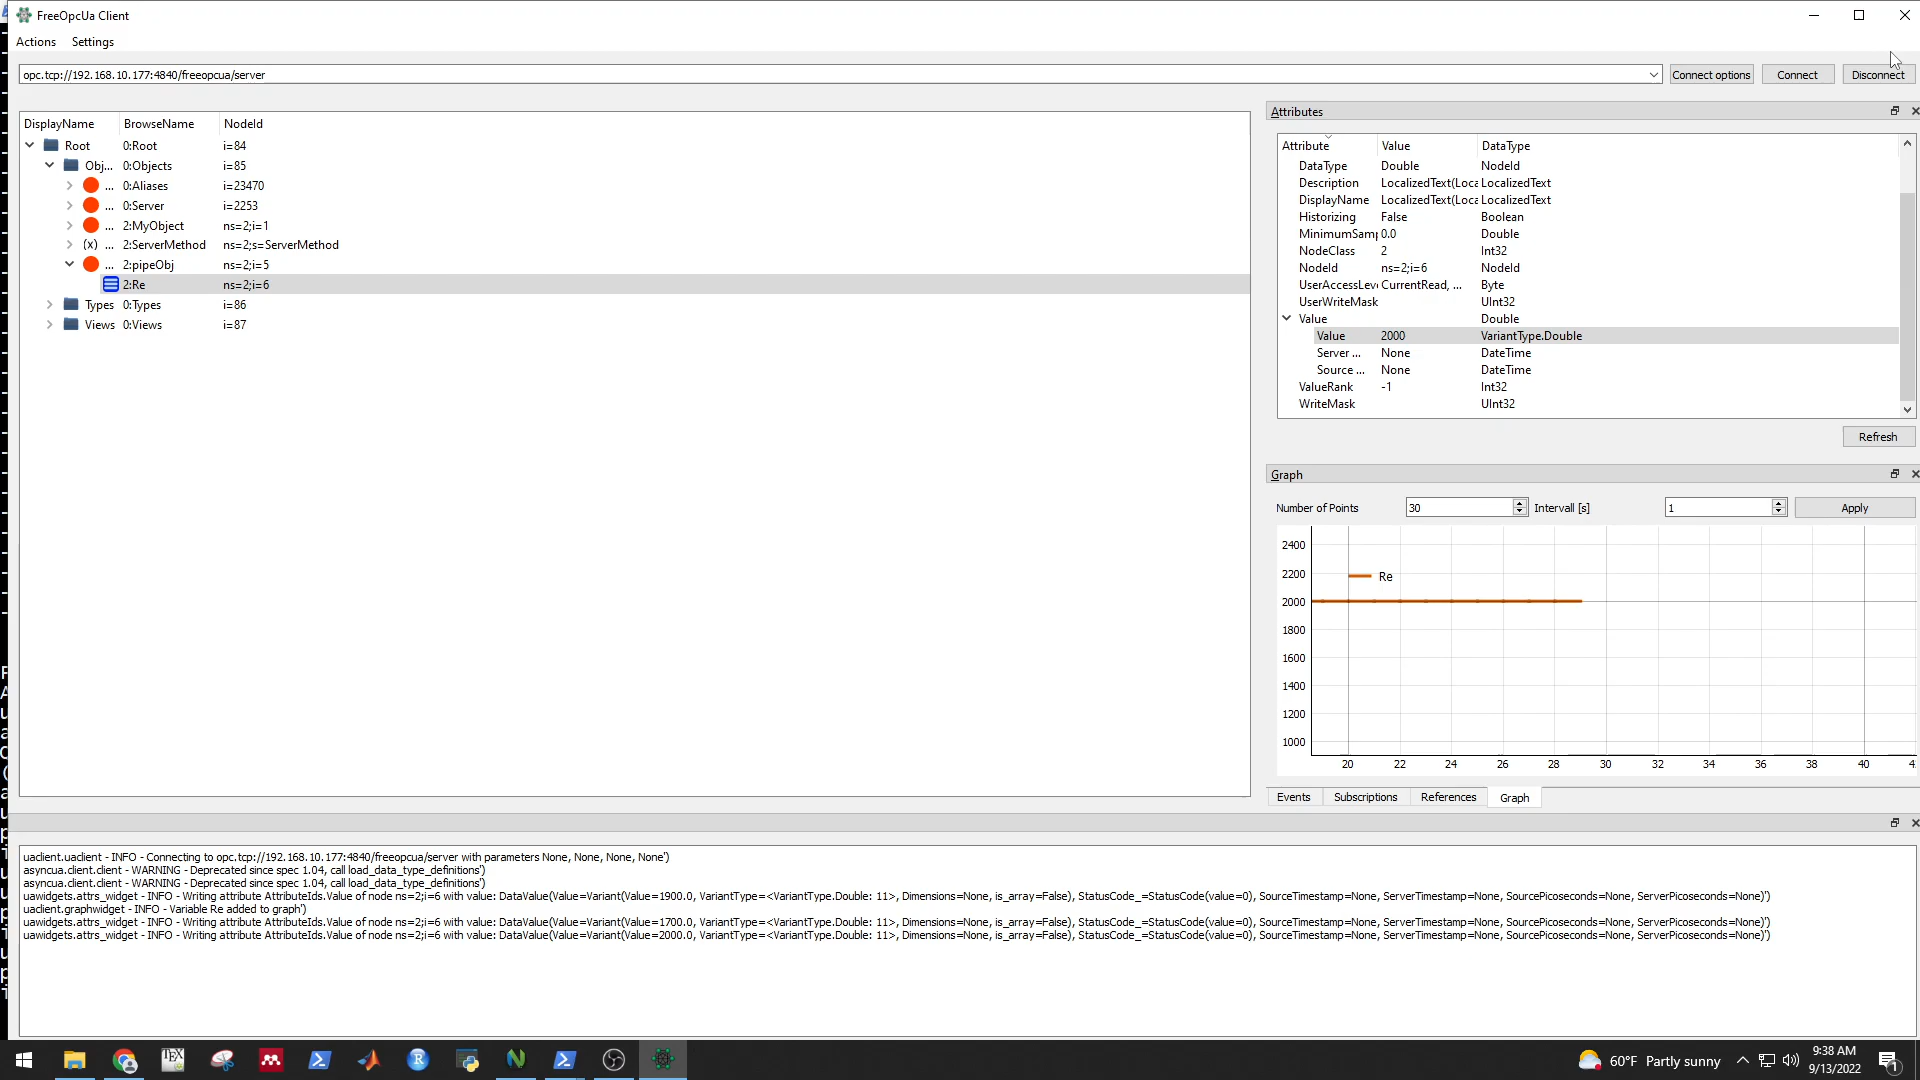 FreeOpcUa Client
Actions Settings
opc.tcp://192.168.10.177:4840/freeopcua/server Connect options Connect Disconnect
DisplayName BrowseName NodeId
Root 0:Root i=84
Obj... 0:Objects i=85
... 0:Aliases i=23470
... 0:Server i=2253
... 2:MyObject ns=2;i=1
(x) ... 2:ServerMethod ns=2;s=ServerMethod
... 2:pipeObj ns=2;i=5
2:Re ns=2;i=6
Types 0:Types i=86
Views 0:Views i=87
Attributes
Attribute Value DataType
DataType Double NodeId
Description LocalizedText(Loca LocalizedText
DisplayName LocalizedText(Loca LocalizedText
Historizing False Boolean
MinimumSamp 0.0 Double
NodeClass 2 Int32
NodeId ns=2;i=6 NodeId
UserAccessLeve CurrentRead, ... Byte
UserWriteMask UInt32
Value Double
Value 2000 VariantType.Double
Server ... None DateTime
Source ... None DateTime
ValueRank -1 Int32
WriteMask UInt32
Refresh
Graph
Number of Points 30 Intervall [s] 1 Apply
2400
2200
2000
1800
1600
1400
1200
1000
Re
20 22 24 26 28 30 32 34 36 38 40
Events Subscriptions References Graph
uaclient.uaclient - INFO - Connecting to opc.tcp://192.168.10.177:4840/freeopcua/server with parameters None, None, None, None')
asyncua.client.client - WARNING - Deprecated since spec 1.04, call load_data_type_definitions')
asyncua.client.client - WARNING - Deprecated since spec 1.04, call load_data_type_definitions')
uawidgets.attrs_widget - INFO - Writing attribute AttributeIds.Value of node ns=2;i=6 with value: DataValue(Value=Variant(Value=1900.0, VariantType=<VariantType.Double: 11>, Dimensions=None, is_array=False), StatusCode_=StatusCode(value=0), SourceTimestamp=None, ServerTimestamp=None, SourcePicoseconds=None, ServerPicoseconds=None)')
uaclient.graphwidget - INFO - Variable Re added to graph')
uawidgets.attrs_widget - INFO - Writing attribute AttributeIds.Value of node ns=2;i=6 with value: DataValue(Value=Variant(Value=1700.0, VariantType=<VariantType.Double: 11>, Dimensions=None, is_array=False), StatusCode_=StatusCode(value=0), SourceTimestamp=None, ServerTimestamp=None, SourcePicoseconds=None, ServerPicoseconds=None)')
uawidgets.attrs_widget - INFO - Writing attribute AttributeIds.Value of node ns=2;i=6 with value: DataValue(Value=Variant(Value=2000.0, VariantType=<VariantType.Double: 11>, Dimensions=None, is_array=False), StatusCode_=StatusCode(value=0), SourceTimestamp=None, ServerTimestamp=None, SourcePicoseconds=None, ServerPicoseconds=None)')
60°F Partly sunny
9:38 AM
9/13/2022